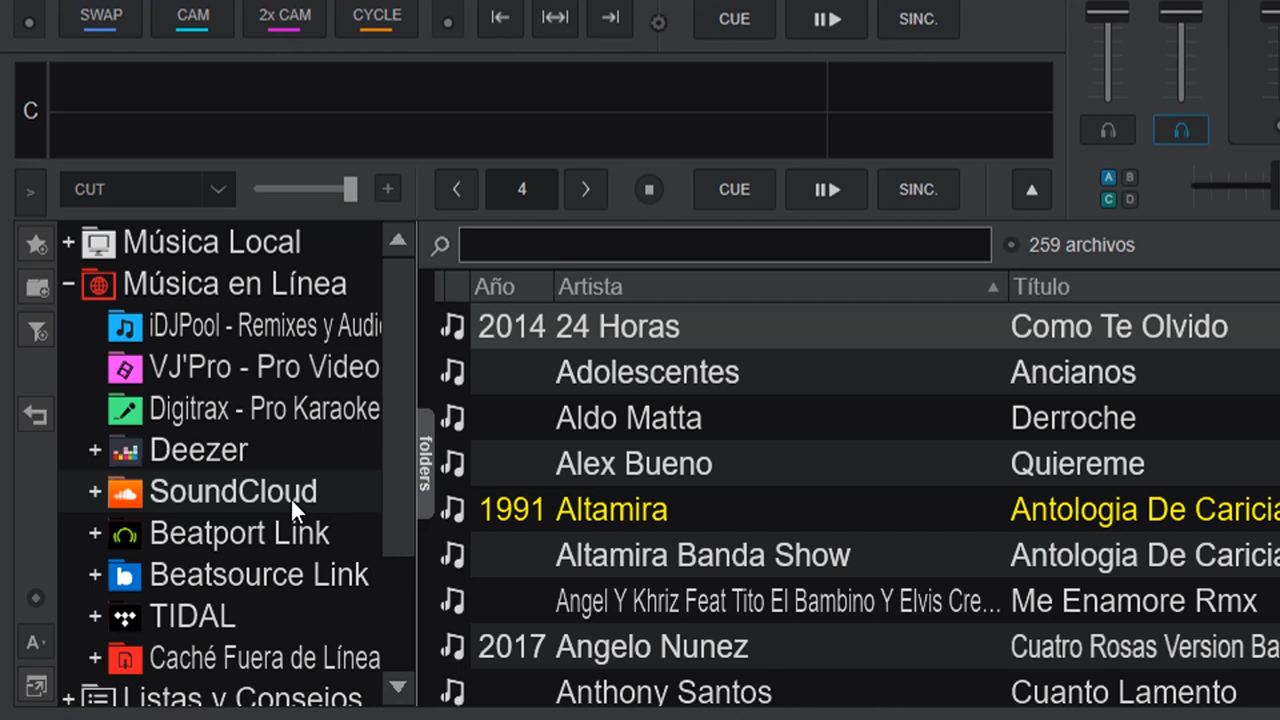 SWAP CAM 2x CAM CYCLE CUE SINC.
C
> CUT + 4 CUE SINC. A B
C D
+ Música Local
− Música en Línea
iDJPool - Remixes y Audi
VJ'Pro - Pro Video
Digitrax - Pro Karaoke
+ Deezer
+ SoundCloud
+ Beatport Link
+ Beatsource Link
+ TIDAL
+ Caché Fuera de Línea
+ Listas y Consejos
A
folders
259 archivos
Año Artista Título
2014 24 Horas Como Te Olvido
Adolescentes Ancianos
Aldo Matta Derroche
Alex Bueno Quiereme
1991 Altamira Antologia De Caricia
Altamira Banda Show Antologia De Caricia
Angel Y Khriz Feat Tito El Bambino Y Elvis Cre... Me Enamore Rmx
2017 Angelo Nunez Cuatro Rosas Version Ba
Anthony Santos Cuanto Lamento